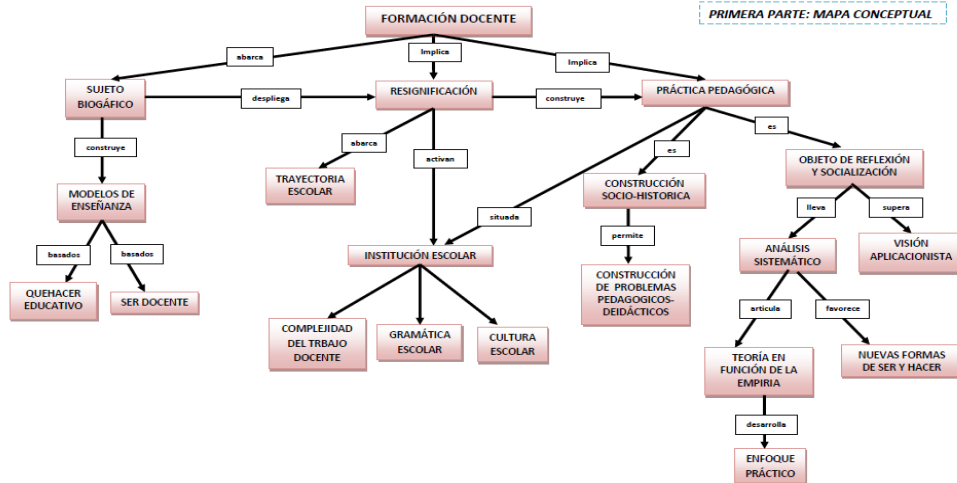 PRIMERA PARTE: MAPA CONCEPTUAL
FORMACIÓN DOCENTE
abarca
Implica
Implica
SUJETO
BIOGÁFICO
despliega
RESIGNIFICACIÓN
construye
PRÁCTICA PEDAGÓGICA
construye
abarca
activan
es
es
MODELOS DE
ENSEÑANZA
TRAYECTORIA
ESCOLAR
situada
CONSTRUCCIÓN
SOCIO-HISTORICA
OBJETO DE REFLEXIÓN
Y SOCIALIZACIÓN
lleva
supera
permite
basados
basados
INSTITUCIÓN ESCOLAR
ANÁLISIS
SISTEMÁTICO
VISIÓN
APLICACIONISTA
QUEHACER
EDUCATIVO
SER DOCENTE
CONSTRUCCIÓN
DE PROBLEMAS
PEDAGOGICOS-
DEIDÁCTICOS
articula
favorece
COMPLEJIDAD
DEL TRBAJO
DOCENTE
GRAMÁTICA
ESCOLAR
CULTURA
ESCOLAR
TEORÍA EN
FUNCIÓN DE LA
EMPIRIA
NUEVAS FORMAS
DE SER Y HACER
desarrolla
ENFOQUE
PRÁCTICO